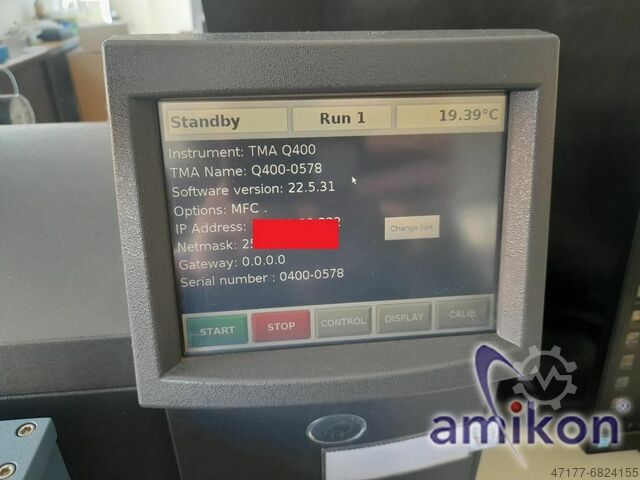 Standby Run 1 19.39°C
Instrument: TMA Q400
TMA Name: Q400-0578
Software version: 22.5.31
Options: MFC .
IP Address:
Change Net.
Netmask:
Gateway: 0.0.0.0
Serial number : 0400-0578
START STOP CONTROL DISPLAY CALIB
amikon
47177-6824155